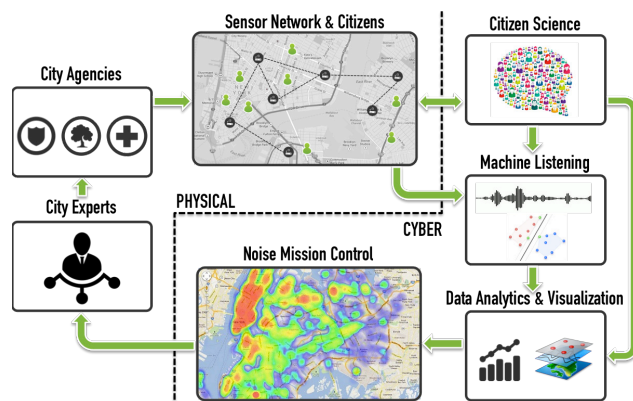 Sensor Network & Citizens
Citizen Science
City Agencies
Machine Listening
PHYSICAL
City Experts
CYBER
Noise Mission Control
Data Analytics & Visualization